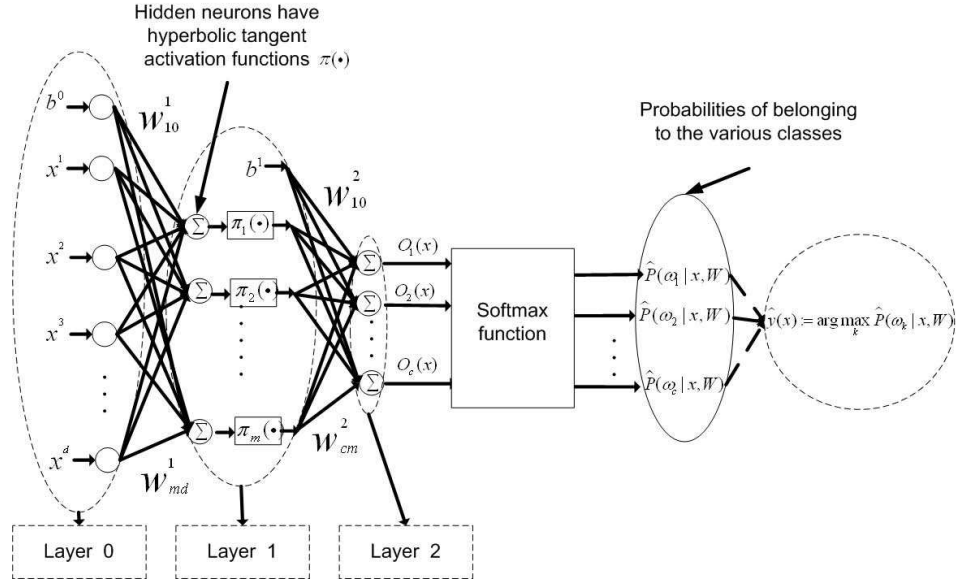 Hidden neurons have
hyperbolic tangent
activation functions π(•)
b⁰
x¹
x²
x³
x^d
W¹₁₀
W¹_md
Σ
Σ
Σ
π₁(•)
π₂(•)
π_m(•)
b¹
W²₁₀
W²_cm
Σ
Σ
Σ
O₁(x)
O₂(x)
O_c(x)
Softmax
function
Probabilities of belonging
to the various classes
P̂(ω₁ | x,W)
P̂(ω₂ | x,W)
P̂(ω_c | x,W)
ŷ(x) := arg max_k P̂(ω_k | x,W)
Layer 0
Layer 1
Layer 2